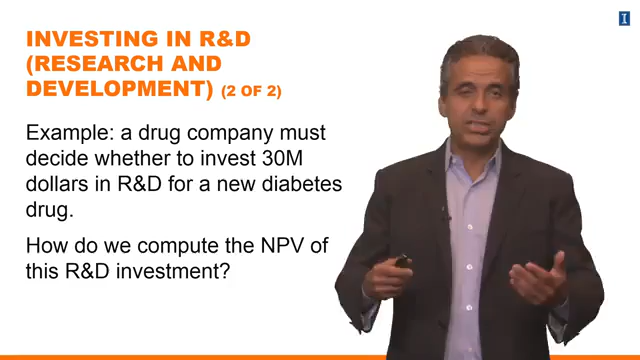 INVESTING IN R&D
(RESEARCH AND
DEVELOPMENT) (2 OF 2)
Example: a drug company must
decide whether to invest 30M
dollars in R&D for a new diabetes
drug.
How do we compute the NPV of
this R&D investment?
I